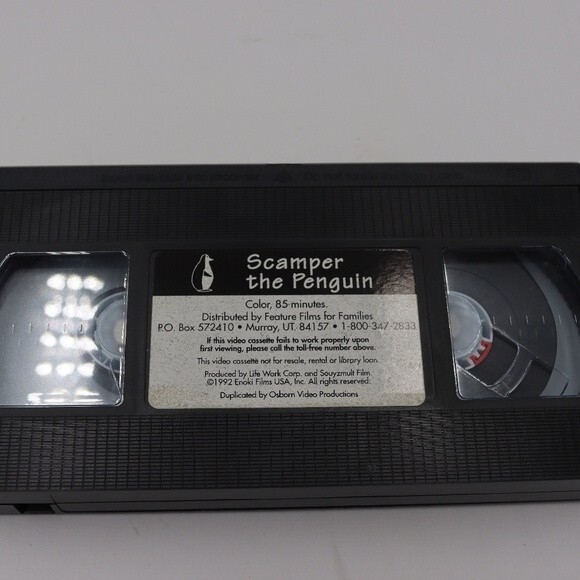 Scamper
the Penguin
Color, 85-minutes.
Distributed by Feature Films for Families
P.O. Box 572410 • Murray, UT 84157 • 1-800-347-2833
If this video cassette fails to work properly upon
first viewing, please call the toll-free number above.
This video cassette not for resale, rental or library loan.
Produced by Life Work Corp. and Souyzmult Film.
©1992 Enoki Films USA, Inc. All rights reserved.
Duplicated by Osborn Video Productions